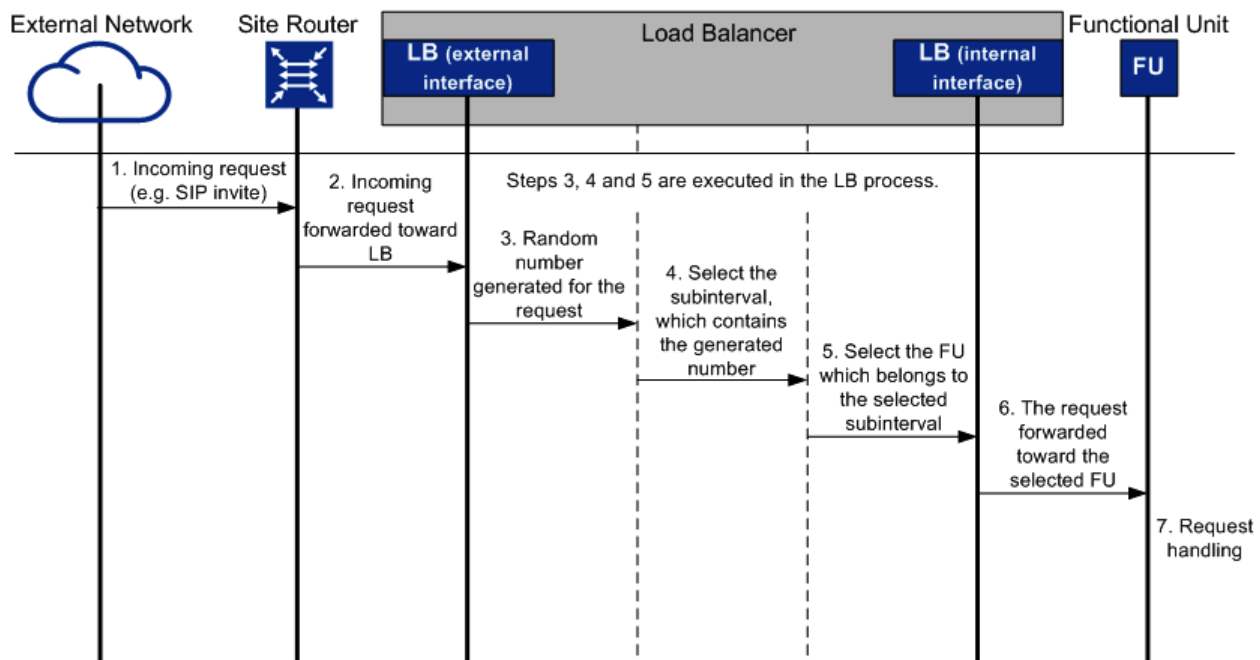 External Network
Site Router
Load Balancer
Functional Unit
LB (external
interface)
LB (internal
interface)
FU
1. Incoming request
(e.g. SIP invite)
2. Incoming
request
forwarded toward
LB
Steps 3, 4 and 5 are executed in the LB process.
3. Random
number
generated for the
request
4. Select the
subinterval,
which contains
the generated
number
5. Select the FU
which belongs to
the selected
subinterval
6. The request
forwarded
toward the
selected FU
7. Request
handling